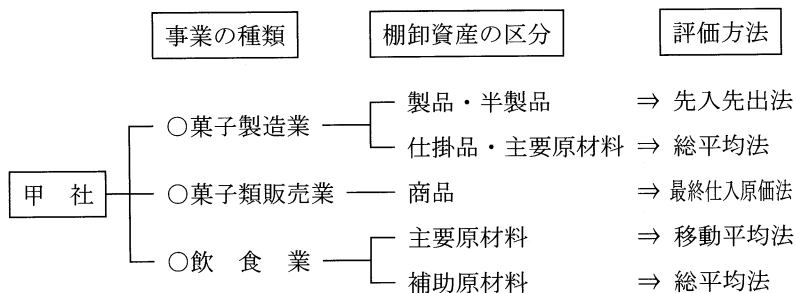 事業の種類 棚卸資産の区分 評価方法
製品・半製品 ⇒ 先入先出法
○菓子製造業
仕掛品・主要原材料 ⇒ 総平均法
甲 社 ○菓子類販売業 商品 ⇒ 最終仕入原価法
主要原材料 ⇒ 移動平均法
○飲食業
補助原材料 ⇒ 総平均法